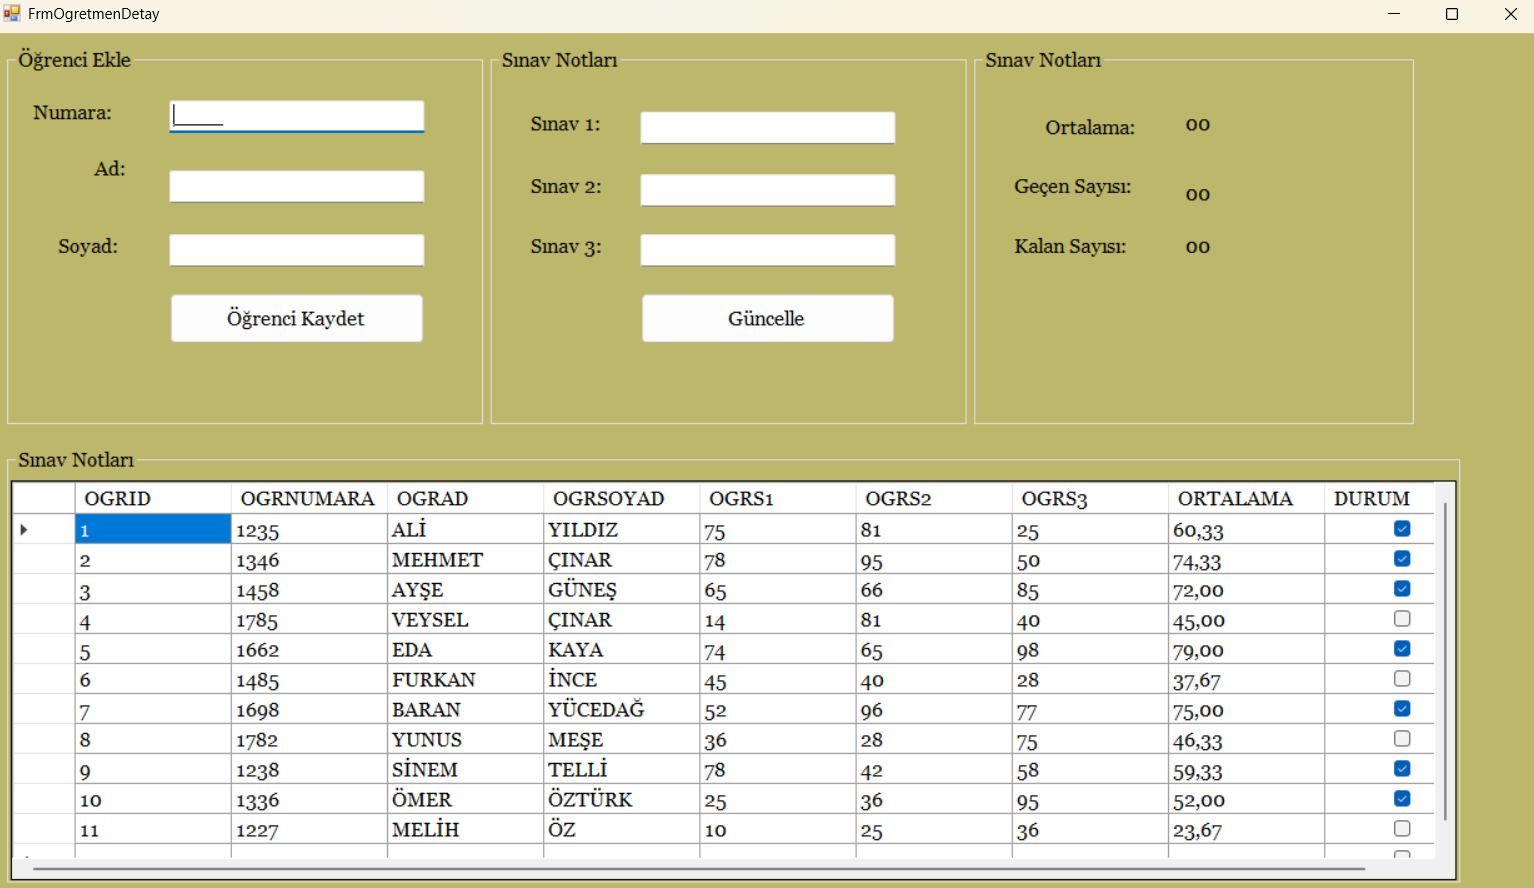 FrmOgretmenDetay
Öğrenci Ekle
Numara:
_____
Ad:
Soyad:
Öğrenci Kaydet
Sınav Notları
Sınav 1:
Sınav 2:
Sınav 3:
Güncelle
Sınav Notları
Ortalama: 00
Geçen Sayısı: 00
Kalan Sayısı: 00
Sınav Notları
OGRID OGRNUMARA OGRAD OGRSOYAD OGRS1 OGRS2 OGRS3 ORTALAMA DURUM
1 1235 ALİ YILDIZ 75 81 25 60,33
2 1346 MEHMET ÇINAR 78 95 50 74,33
3 1458 AYŞE GÜNEŞ 65 66 85 72,00
4 1785 VEYSEL ÇINAR 14 81 40 45,00
5 1662 EDA KAYA 74 65 98 79,00
6 1485 FURKAN İNCE 45 40 28 37,67
7 1698 BARAN YÜCEDAĞ 52 96 77 75,00
8 1782 YUNUS MEŞE 36 28 75 46,33
9 1238 SİNEM TELLİ 78 42 58 59,33
10 1336 ÖMER ÖZTÜRK 25 36 95 52,00
11 1227 MELİH ÖZ 10 25 36 23,67